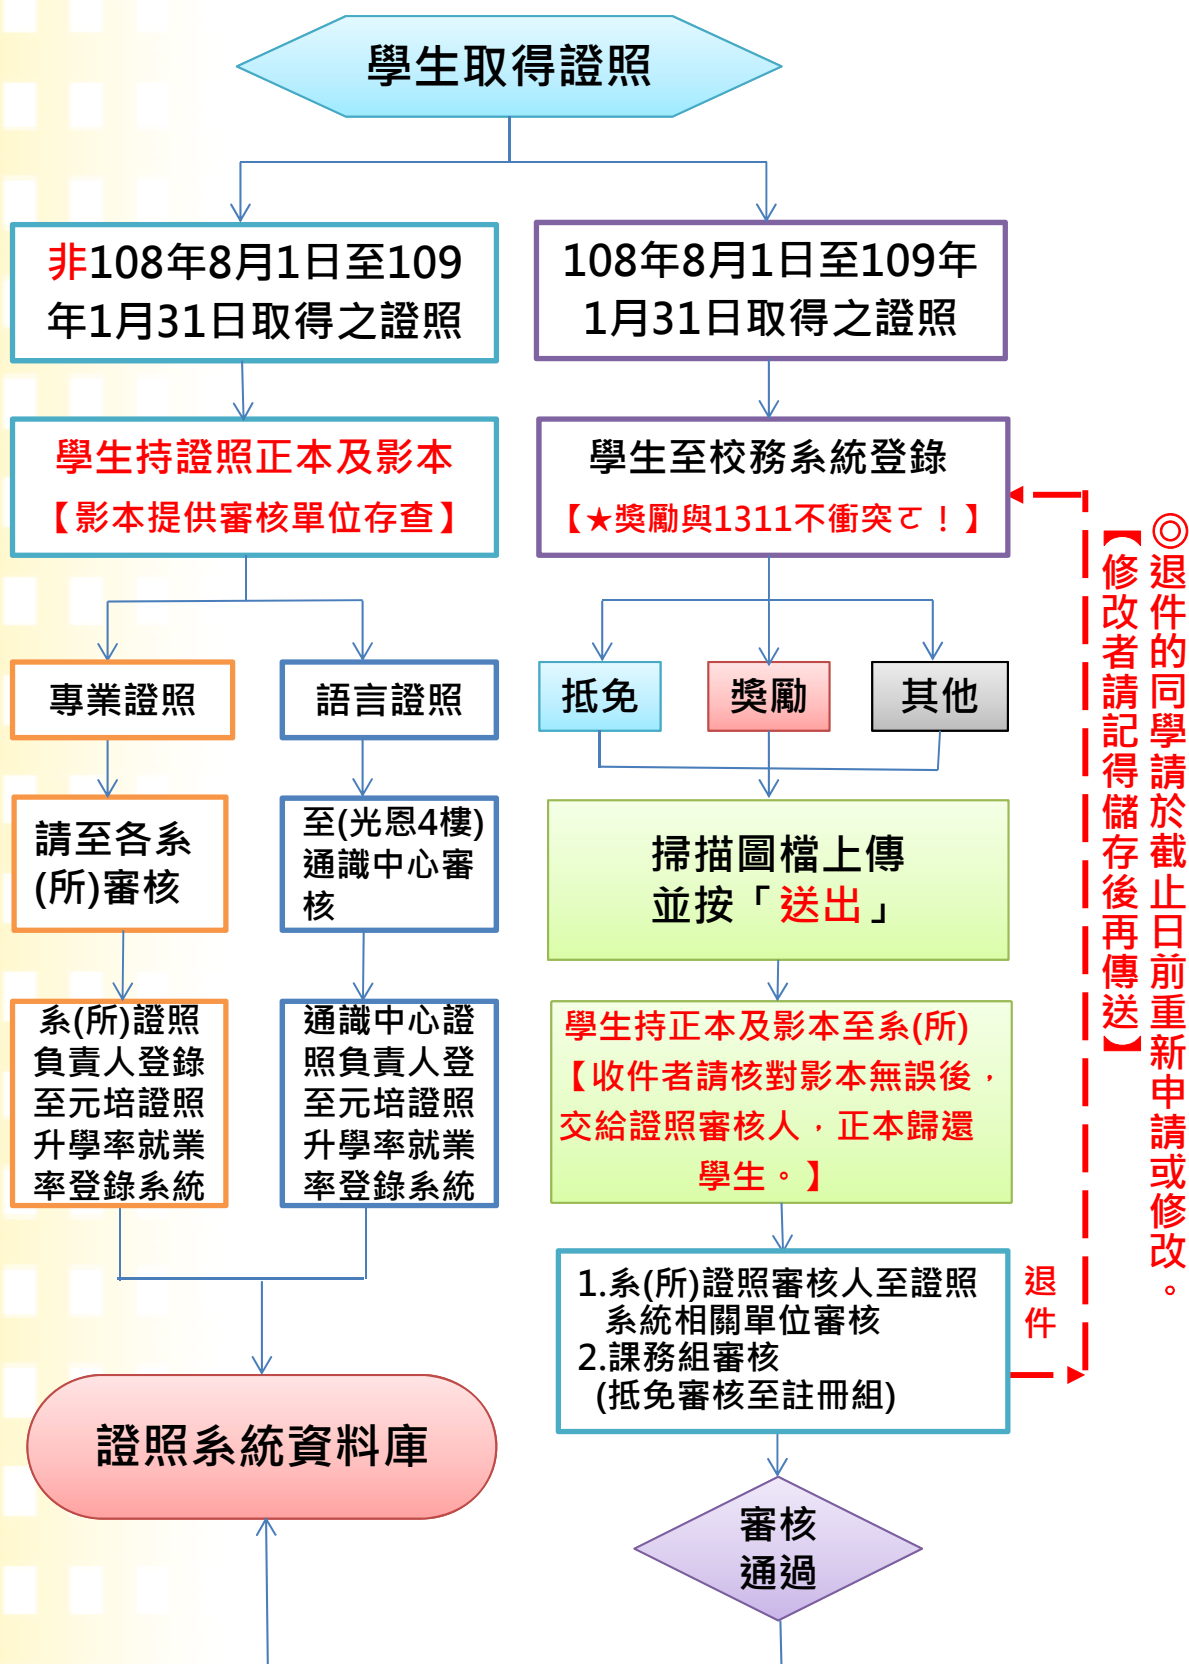 學生取得證照
非108年8月1日至109
年1月31日取得之證照
108年8月1日至109年
1月31日取得之證照
學生持證照正本及影本
【影本提供審核單位存查】
學生至校務系統登錄
【★獎勵與1311不衝突ㄛ！】
專業證照
語言證照
抵免
獎勵
其他
請至各系
(所)審核
至(光恩4樓)
通識中心審
核
掃描圖檔上傳
並按「送出」
系(所)證照
負責人登錄
至元培證照
升學率就業
率登錄系統
通識中心證
照負責人登
至元培證照
升學率就業
率登錄系統
學生持正本及影本至系(所)
【收件者請核對影本無誤後，
交給證照審核人，正本歸還
學生。】
1.系(所)證照審核人至證照
系統相關單位審核
2.課務組審核
(抵免審核至註冊組)
退件
◎退件的同學請於截止日前重新申請或修改。
【修改者請記得儲存後再傳送】
證照系統資料庫
審核
通過